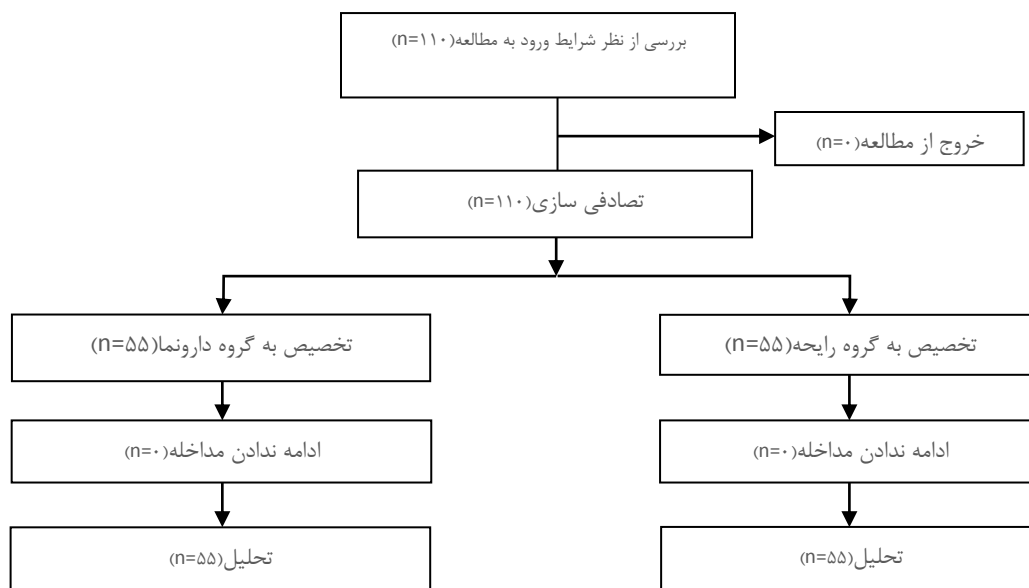 بررسی از نظر شرایط ورود به مطالعه(n=۱۱۰)
خروج از مطالعه(n=۰)
تصادفی سازی(n=۱۱۰)
تخصیص به گروه رایحه(n=۵۵)
تخصیص به گروه دارونما(n=۵۵)
ادامه ندادن مداخله(n=۰)
ادامه ندادن مداخله(n=۰)
تحلیل(n=۵۵)
تحلیل(n=۵۵)